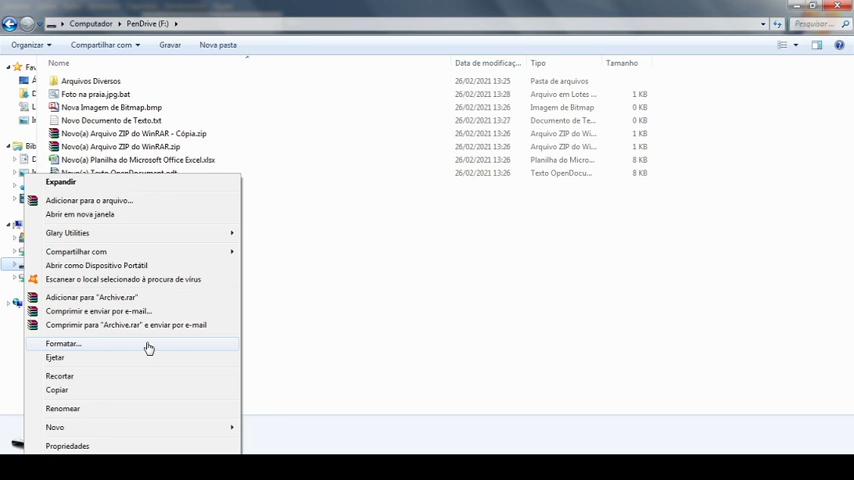 Computador ▸ PenDrive (F:) ▸
Pesquisar...
Organizar Compartilhar com Gravar Nova pasta
Nome Data de modificaç... Tipo Tamanho
Arquivos Diversos 26/02/2021 13:25 Pasta de arquivos
Foto na praia.jpg.bat 26/02/2021 13:28 Arquivo em Lotes ... 1 KB
Nova Imagem de Bitmap.bmp 26/02/2021 13:26 Imagem de Bitmap 0 KB
Novo Documento de Texto.txt 26/02/2021 13:27 Documento de Te... 0 KB
Novo(a) Arquivo ZIP do WinRAR - Cópia.zip 26/02/2021 13:26 Arquivo ZIP do Wi... 1 KB
Novo(a) Arquivo ZIP do WinRAR.zip 26/02/2021 13:26 Arquivo ZIP do Wi... 1 KB
Novo(a) Planilha do Microsoft Office Excel.xlsx 26/02/2021 13:26 Planilha do Micro... 8 KB
Novo(a) Texto OpenDocument.odt 26/02/2021 13:26 Texto OpenDocu... 8 KB
Fav
Bib
Expandir
Adicionar para o arquivo...
Abrir em nova janela
Glary Utilities
Compartilhar com
Abrir como Dispositivo Portátil
Escanear o local selecionado à procura de vírus
Adicionar para "Archive.rar"
Comprimir e enviar por e-mail...
Comprimir para "Archive.rar" e enviar por e-mail
Formatar...
Ejetar
Recortar
Copiar
Renomear
Novo
Propriedades